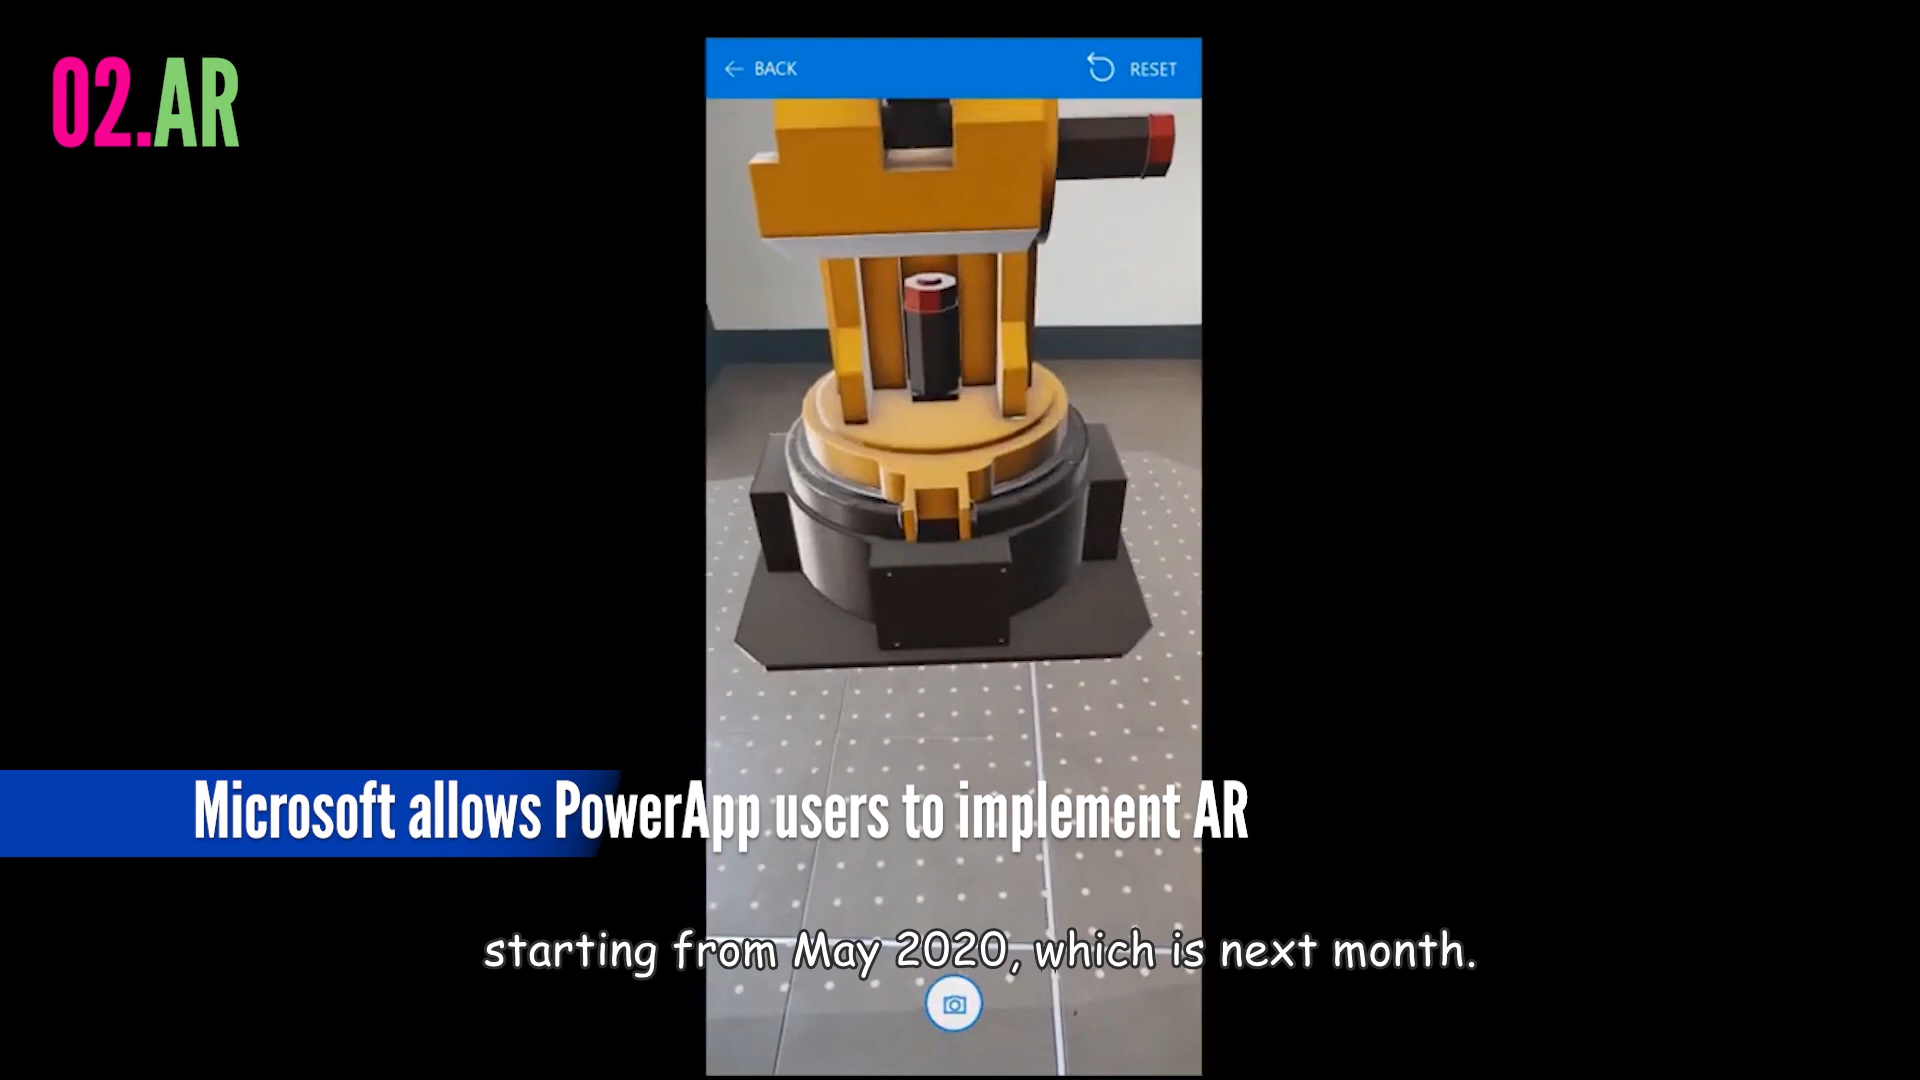 02.AR
BACK
RESET
Microsoft allows PowerApp users to implement AR
starting from May 2020, which is next month.